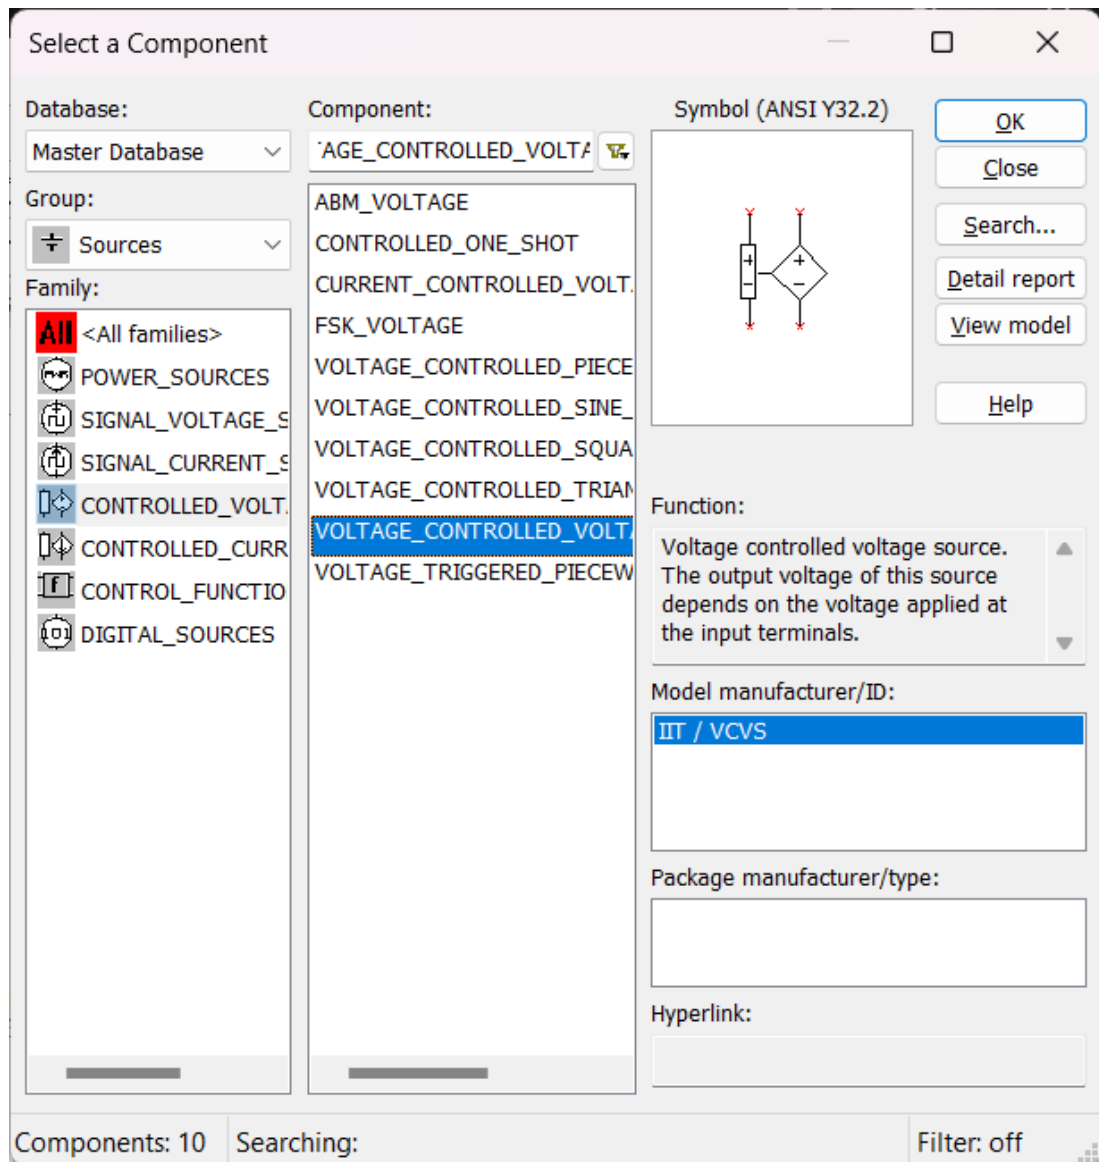 Select a Component
Database:
Master Database
Group:
Sources
Family:
All <All families>
POWER_SOURCES
SIGNAL_VOLTAGE_S
SIGNAL_CURRENT_S
CONTROLLED_VOLT
CONTROLLED_CURR
CONTROL_FUNCTIO
DIGITAL_SOURCES
Component:
AGE_CONTROLLED_VOLTA
ABM_VOLTAGE
CONTROLLED_ONE_SHOT
CURRENT_CONTROLLED_VOLT
FSK_VOLTAGE
VOLTAGE_CONTROLLED_PIECE
VOLTAGE_CONTROLLED_SINE_
VOLTAGE_CONTROLLED_SQUA
VOLTAGE_CONTROLLED_TRIAN
VOLTAGE_CONTROLLED_VOLTA
VOLTAGE_TRIGGERED_PIECEW
Symbol (ANSI Y32.2)
OK
Close
Search...
Detail report
View model
Help
Function:
Voltage controlled voltage source.
The output voltage of this source
depends on the voltage applied at
the input terminals.
Model manufacturer/ID:
IIT / VCVS
Package manufacturer/type:
Hyperlink:
Components: 10
Searching:
Filter: off